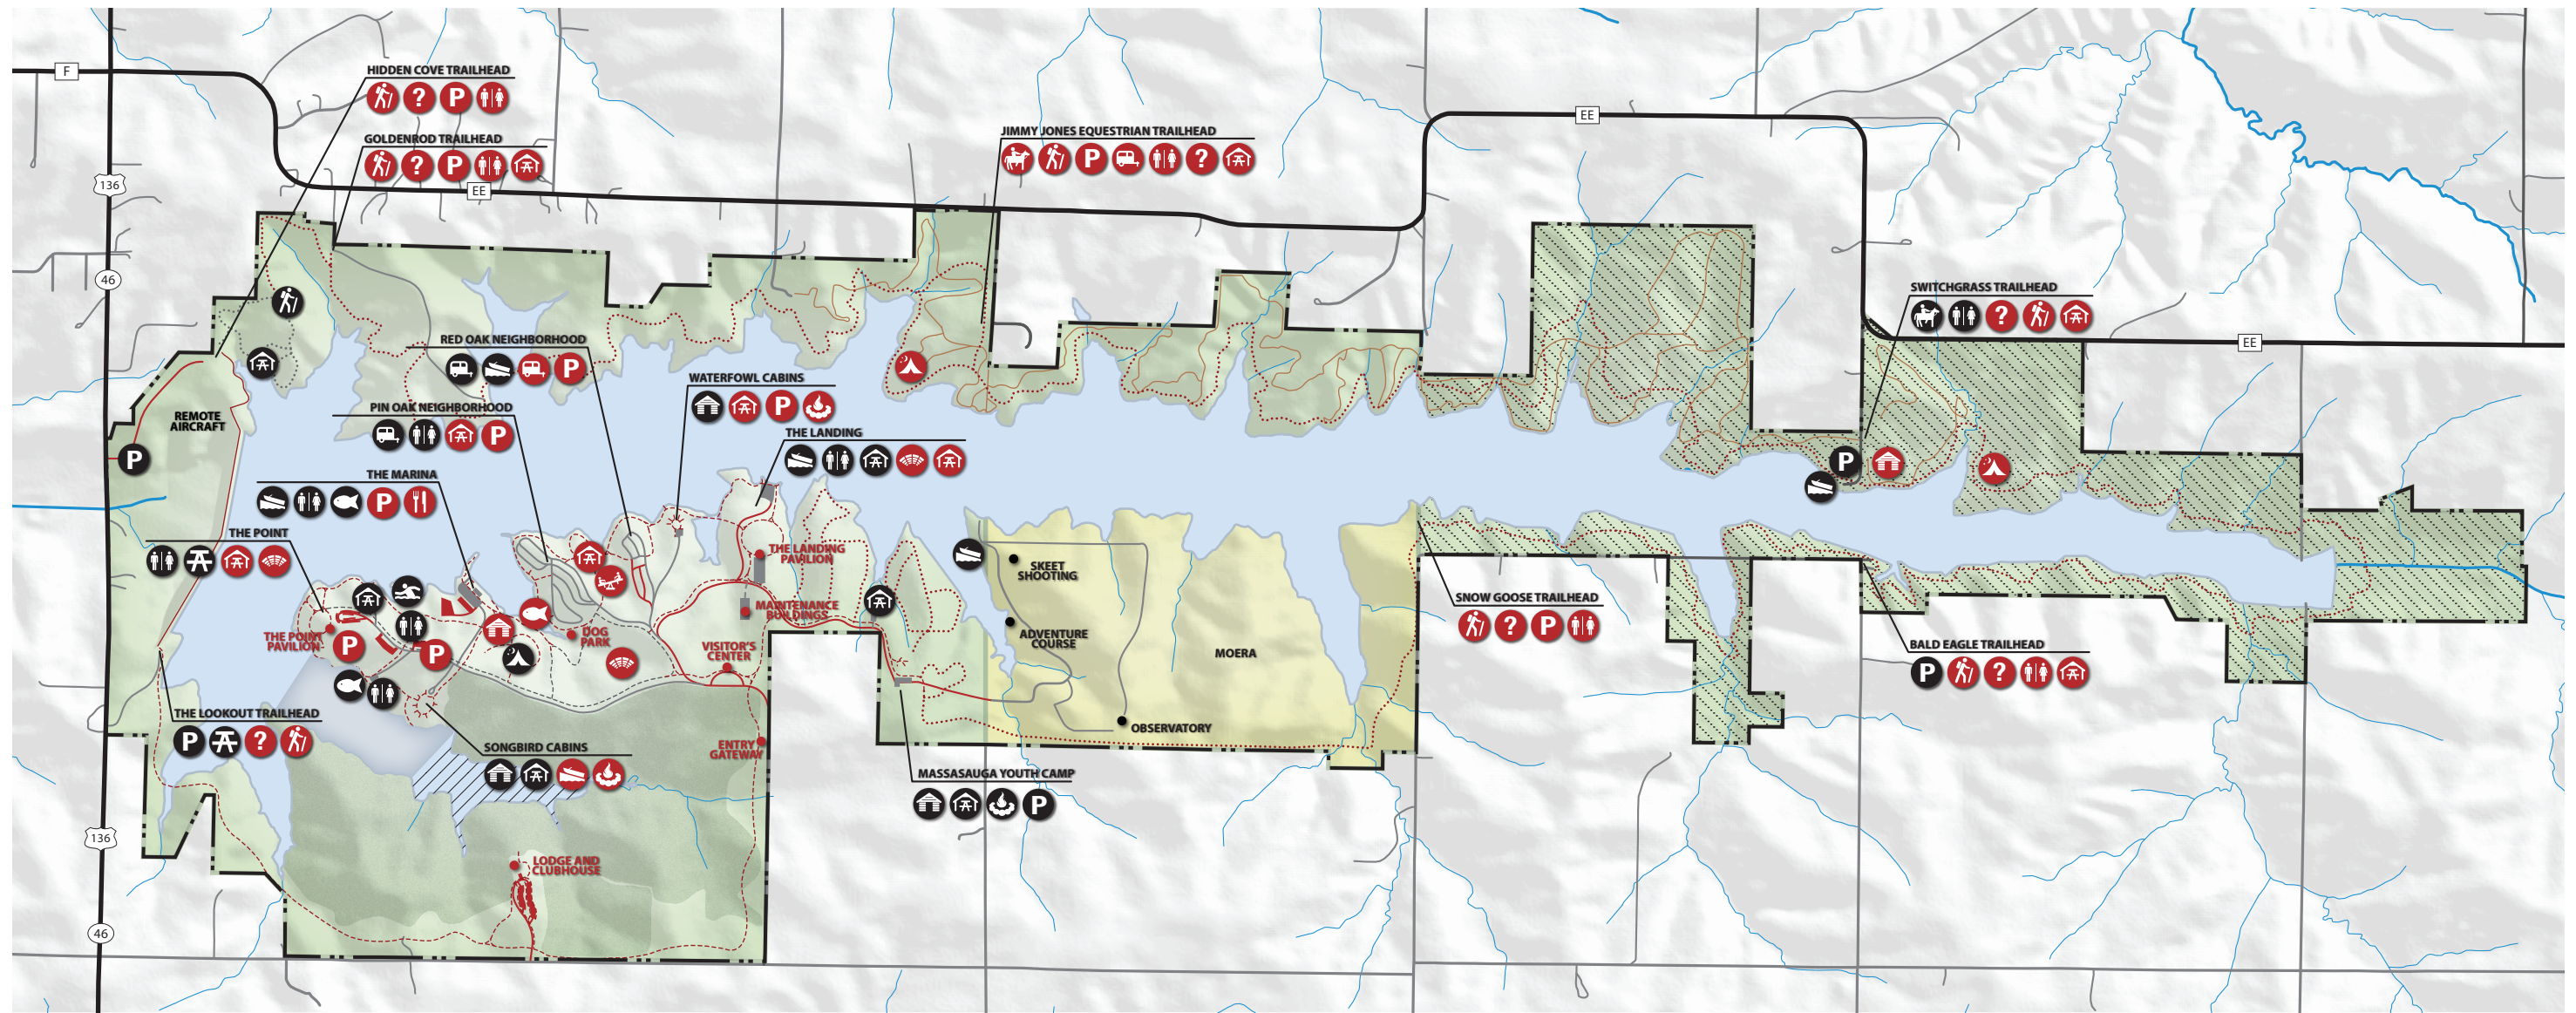 F
HIDDEN COVE TRAILHEAD
? P
GOLDENROD TRAILHEAD
? P
EE
JIMMY JONES EQUESTRIAN TRAILHEAD
P ?
EE
136
46
SWITCHGRASS TRAILHEAD
?
EE
RED OAK NEIGHBORHOOD
P
WATERFOWL CABINS
P
PIN OAK NEIGHBORHOOD
P
REMOTE
AIRCRAFT
P
THE LANDING
P
THE MARINA
P
THE POINT
THE LANDING
PAVILION
SKEET
SHOOTING
MAINTENANCE
BUILDINGS
SNOW GOOSE TRAILHEAD
? P
THE POINT
PAVILION
P
P
DOG
PARK
VISITOR'S
CENTER
ADVENTURE
COURSE
MOERA
BALD EAGLE TRAILHEAD
P ?
THE LOOKOUT TRAILHEAD
P ?
OBSERVATORY
ENTRY
GATEWAY
SONGBIRD CABINS
MASSASAUGA YOUTH CAMP
P
136
LODGE AND
CLUBHOUSE
46